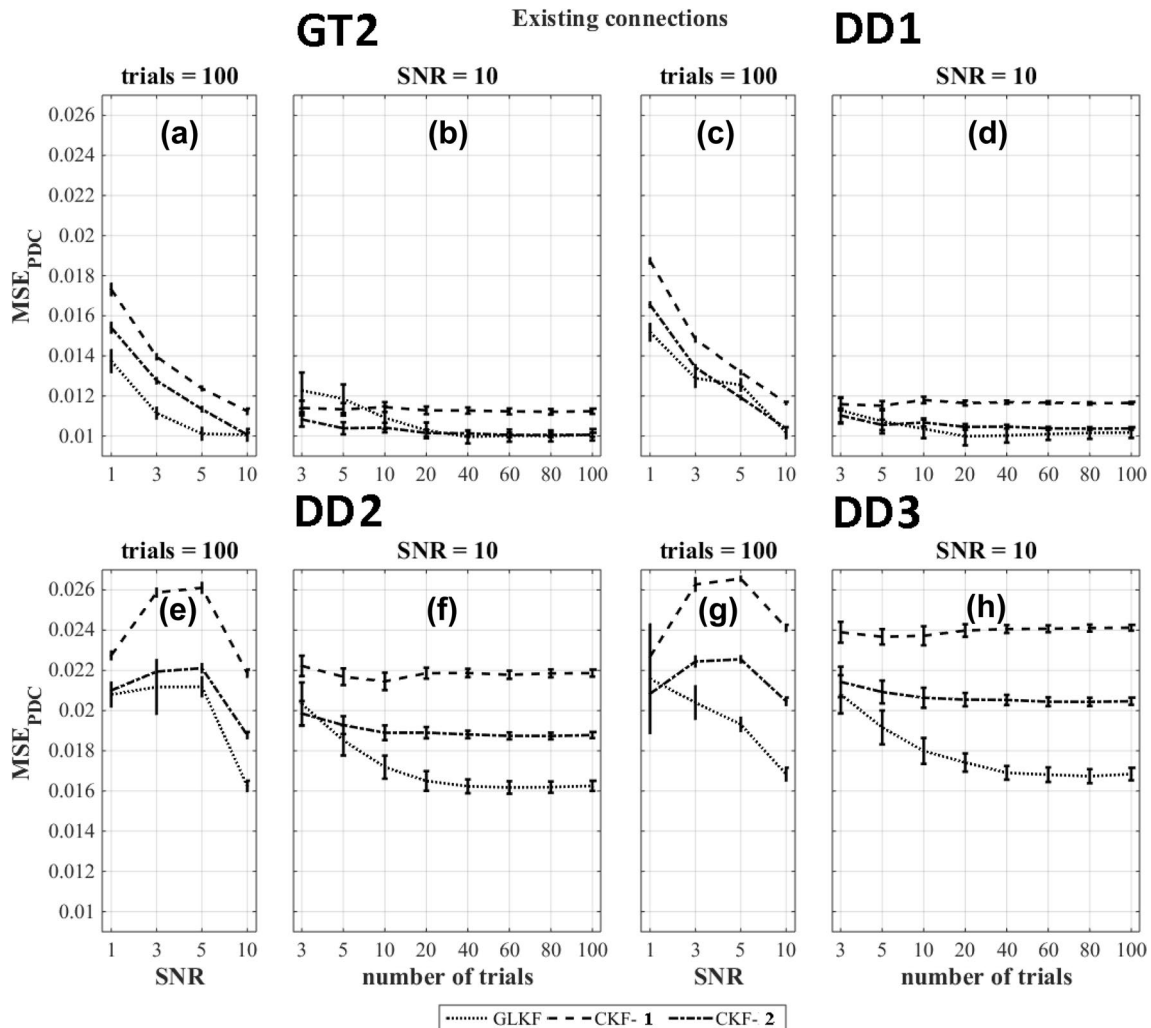 Existing connections
GT2 DD1
trials = 100 SNR = 10 trials = 100 SNR = 10
(a) (b) (c) (d)
MSE_PDC
0.026
0.024
0.022
0.02
0.018
0.016
0.014
0.012
0.01
1 3 5 10 3 5 10 20 40 60 80 100 1 3 5 10 3 5 10 20 40 60 80 100
DD2 DD3
trials = 100 SNR = 10 trials = 100 SNR = 10
(e) (f) (g) (h)
MSE_PDC
0.026
0.024
0.022
0.02
0.018
0.016
0.014
0.012
0.01
1 3 5 10 3 5 10 20 40 60 80 100 1 3 5 10 3 5 10 20 40 60 80 100
SNR number of trials SNR number of trials
GLKF CKF- 1 CKF- 2